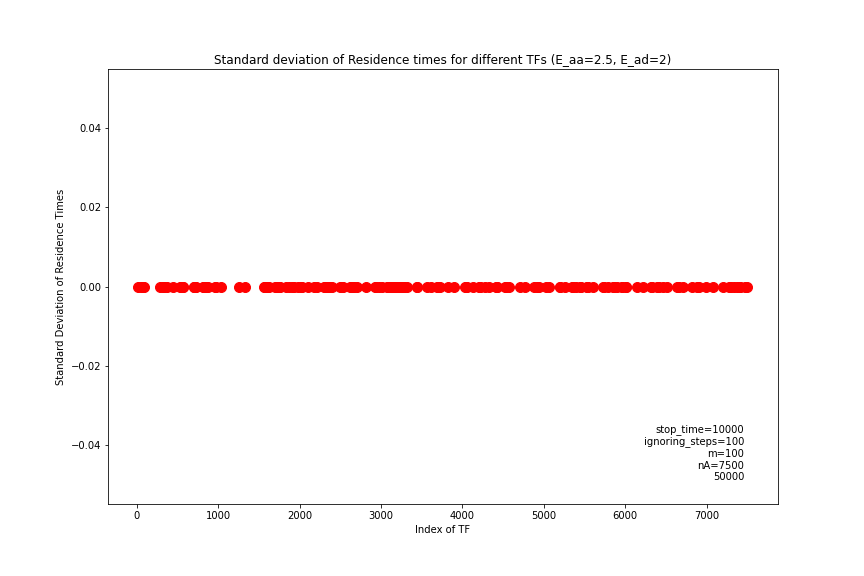 Standard deviation of Residence times for different TFs (E_aa=2.5, E_ad=2)
0.04
0.02
0.00
−0.02
−0.04
Standard Deviation of Residence Times
stop_time=10000
ignoring_steps=100
m=100
nA=7500
50000
0 1000 2000 3000 4000 5000 6000 7000
Index of TF